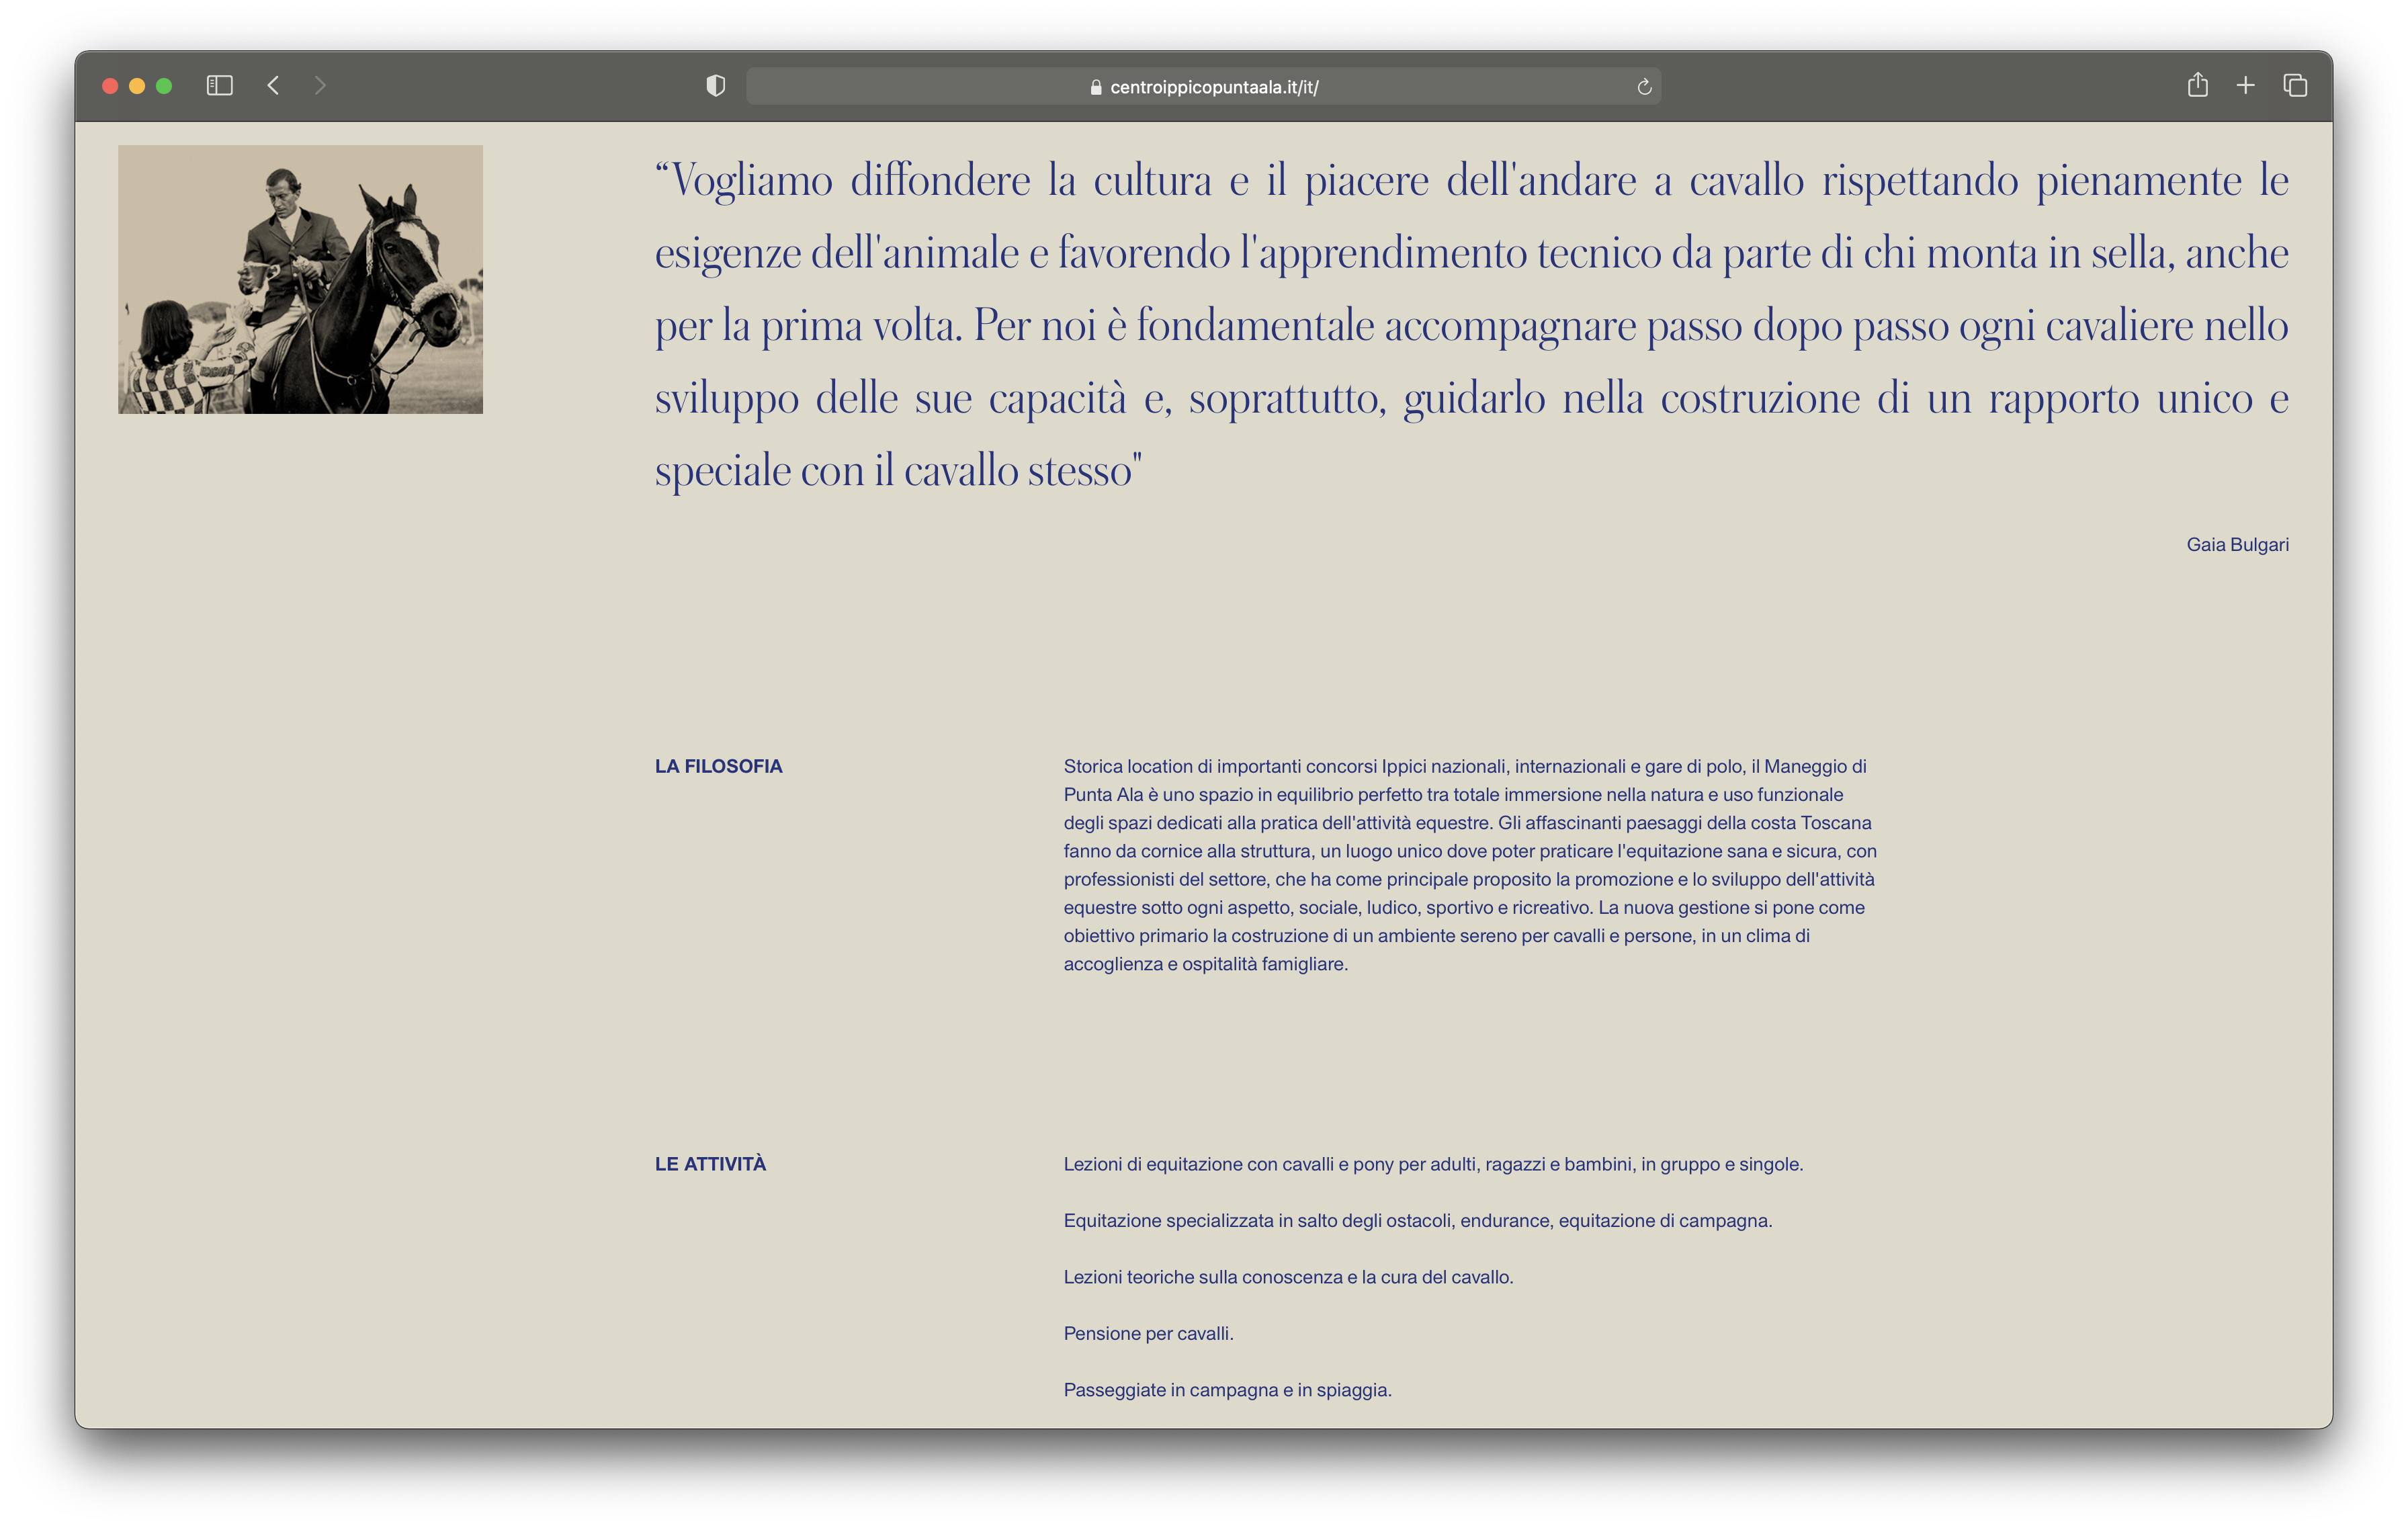 centroippicopuntaala.it/it/
“Vogliamo diffondere la cultura e il piacere dell'andare a cavallo rispettando pienamente le
esigenze dell'animale e favorendo l'apprendimento tecnico da parte di chi monta in sella, anche
per la prima volta. Per noi è fondamentale accompagnare passo dopo passo ogni cavaliere nello
sviluppo delle sue capacità e, soprattutto, guidarlo nella costruzione di un rapporto unico e
speciale con il cavallo stesso"
Gaia Bulgari
LA FILOSOFIA
Storica location di importanti concorsi Ippici nazionali, internazionali e gare di polo, il Maneggio di
Punta Ala è uno spazio in equilibrio perfetto tra totale immersione nella natura e uso funzionale
degli spazi dedicati alla pratica dell'attività equestre. Gli affascinanti paesaggi della costa Toscana
fanno da cornice alla struttura, un luogo unico dove poter praticare l'equitazione sana e sicura, con
professionisti del settore, che ha come principale proposito la promozione e lo sviluppo dell'attività
equestre sotto ogni aspetto, sociale, ludico, sportivo e ricreativo. La nuova gestione si pone come
obiettivo primario la costruzione di un ambiente sereno per cavalli e persone, in un clima di
accoglienza e ospitalità famigliare.
LE ATTIVITÀ
Lezioni di equitazione con cavalli e pony per adulti, ragazzi e bambini, in gruppo e singole.
Equitazione specializzata in salto degli ostacoli, endurance, equitazione di campagna.
Lezioni teoriche sulla conoscenza e la cura del cavallo.
Pensione per cavalli.
Passeggiate in campagna e in spiaggia.